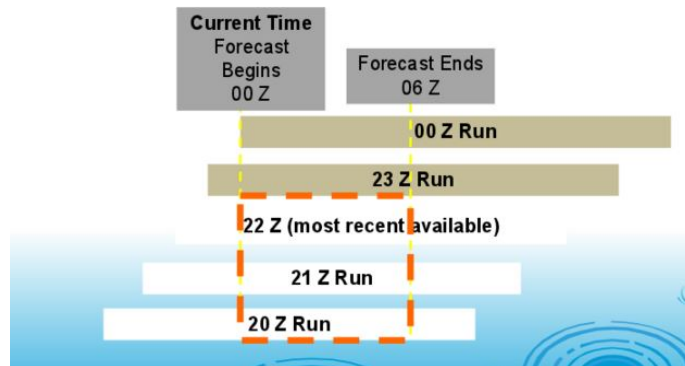 Current Time
Forecast
Begins
00 Z
Forecast Ends
06 Z
00 Z Run
23 Z Run
22 Z (most recent available)
21 Z Run
20 Z Run